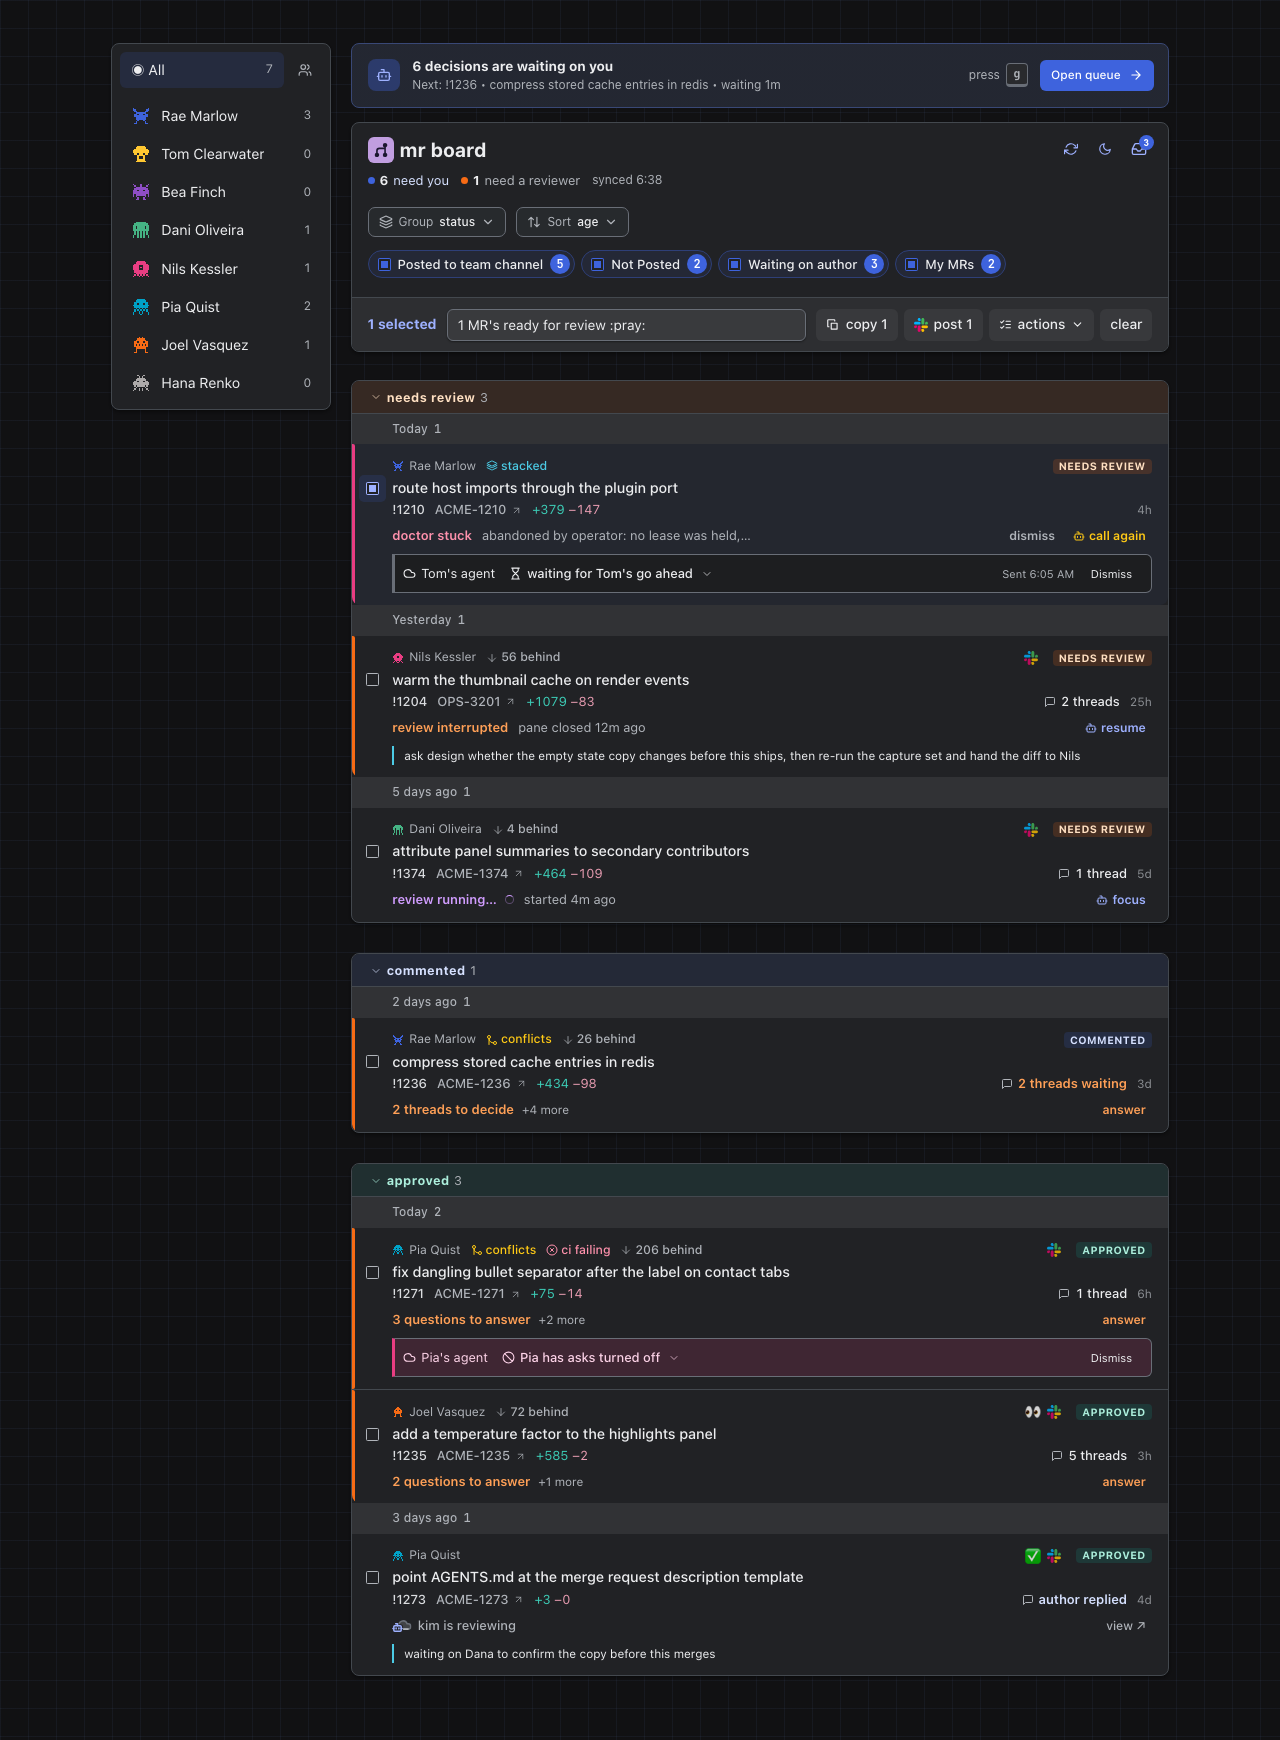 All 7
Rae Marlow 3
Tom Clearwater 0
Bea Finch 0
Dani Oliveira 1
Nils Kessler 1
Pia Quist 2
Joel Vasquez 1
Hana Renko 0
6 decisions are waiting on you
Next: !1236 • compress stored cache entries in redis • waiting 1m
press g Open queue →
mr board 3
6 need you 1 need a reviewer synced 6:38
Group status Sort age
Posted to team channel 5 Not Posted 2 Waiting on author 3 My MRs 2
1 selected 1 MR's ready for review :pray: copy 1 post 1 actions clear
needs review 3
Today 1
Rae Marlow stacked NEEDS REVIEW
route host imports through the plugin port
!1210 ACME-1210 ↗ +379 −147 4h
doctor stuck abandoned by operator: no lease was held,... dismiss call again
Tom's agent waiting for Tom's go ahead Sent 6:05 AM Dismiss
Yesterday 1
Nils Kessler ↓ 56 behind NEEDS REVIEW
warm the thumbnail cache on render events
!1204 OPS-3201 ↗ +1079 −83 2 threads 25h
review interrupted pane closed 12m ago resume
ask design whether the empty state copy changes before this ships, then re-run the capture set and hand the diff to Nils
5 days ago 1
Dani Oliveira ↓ 4 behind NEEDS REVIEW
attribute panel summaries to secondary contributors
!1374 ACME-1374 ↗ +464 −109 1 thread 5d
review running... started 4m ago focus
commented 1
2 days ago 1
Rae Marlow conflicts ↓ 26 behind COMMENTED
compress stored cache entries in redis
!1236 ACME-1236 ↗ +434 −98 2 threads waiting 3d
2 threads to decide +4 more answer
approved 3
Today 2
Pia Quist conflicts ci failing ↓ 206 behind APPROVED
fix dangling bullet separator after the label on contact tabs
!1271 ACME-1271 ↗ +75 −14 1 thread 6h
3 questions to answer +2 more answer
Pia's agent Pia has asks turned off Dismiss
Joel Vasquez ↓ 72 behind APPROVED
add a temperature factor to the highlights panel
!1235 ACME-1235 ↗ +585 −2 5 threads 3h
2 questions to answer +1 more answer
3 days ago 1
Pia Quist APPROVED
point AGENTS.md at the merge request description template
!1273 ACME-1273 ↗ +3 −0 author replied 4d
kim is reviewing view ↗
waiting on Dana to confirm the copy before this merges